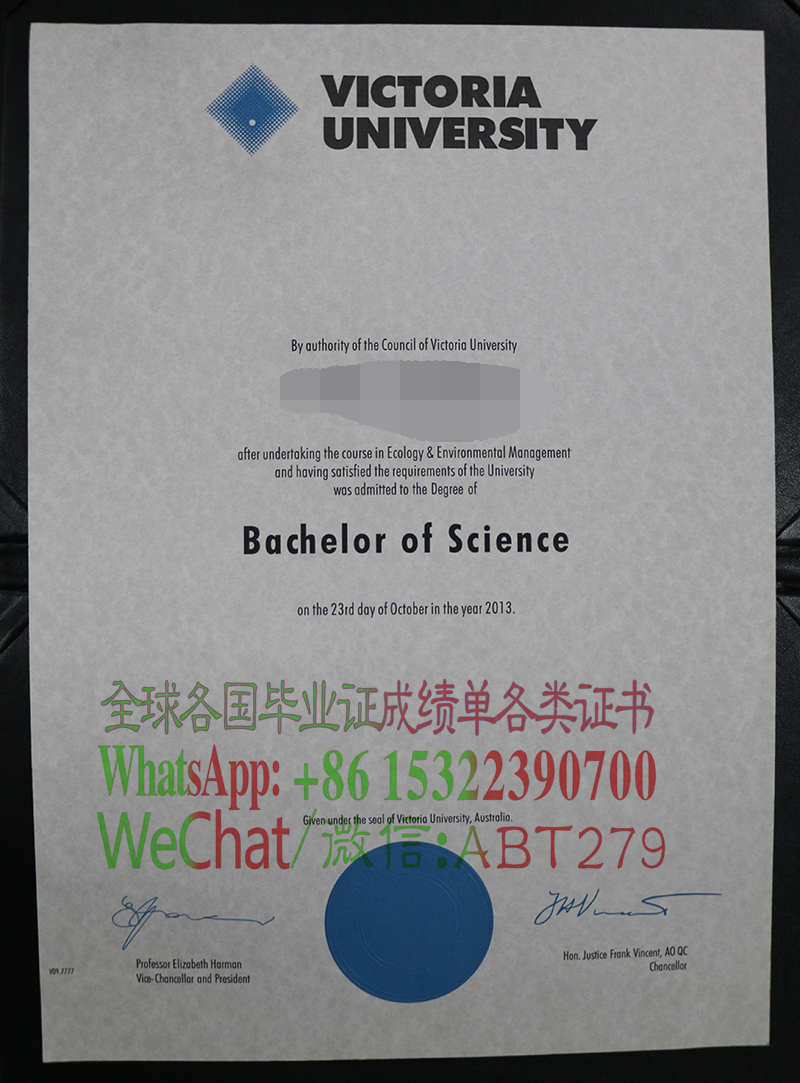 VICTORIA
UNIVERSITY
By authority of the Council of Victoria University
after undertaking the course in Ecology & Environmental Management
and having satisfied the requirements of the University
was admitted to the Degree of
Bachelor of Science
on the 23rd day of October in the year 2013.
全球各国毕业证成绩单各类证书
WhatsApp: +86 15322390700
Given under the seal of Victoria University, Australia.
WeChat/微信:ABT279
Professor Elizabeth Harman
Vice-Chancellor and President
Hon. Justice Frank Vincent, AO QC
Chancellor
V09.7777